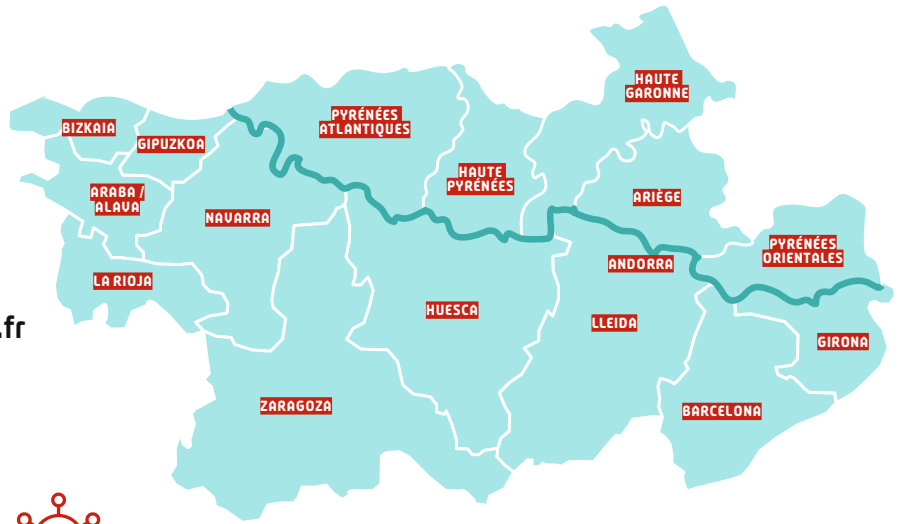 HAUTE
GARONNE
BIZKAIA
GIPUZKOA
PYRÉNÉES
ATLANTIQUES
HAUTE
PYRÉNÉES
ARABA /
ALAVA
NAVARRA
ARIÈGE
PYRÉNÉES
ORIENTALES
ANDORRA
LA RIOJA
HUESCA
LLEIDA
.fr
GIRONA
ZARAGOZA
BARCELONA